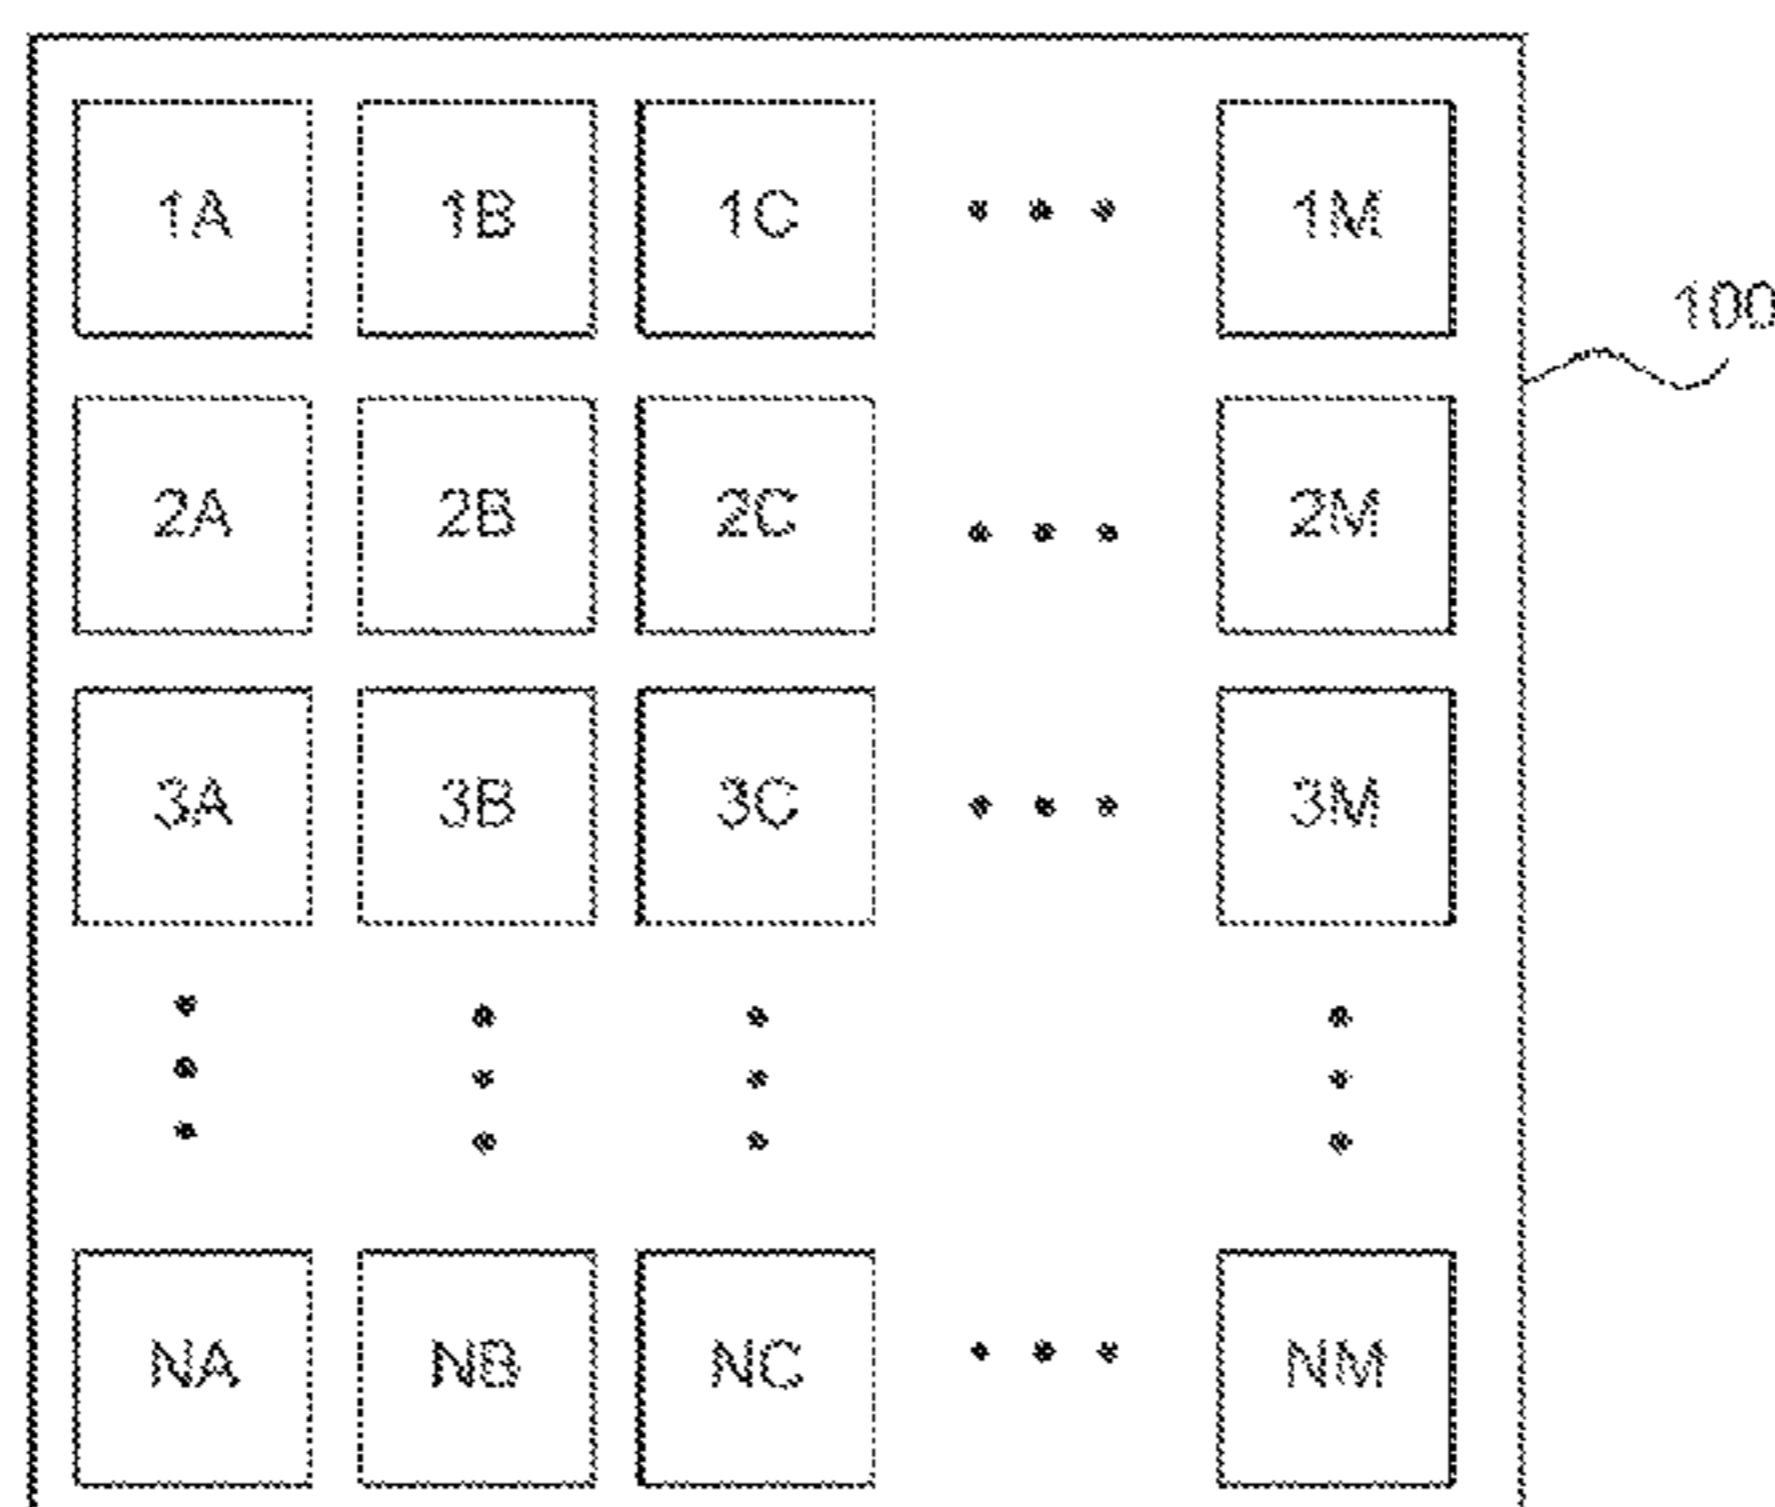 1A 1B 1C • • • 1M
100
2A 2B 2C • • • 2M
3A 3B 3C • • • 3M
NA NB NC • • • NM